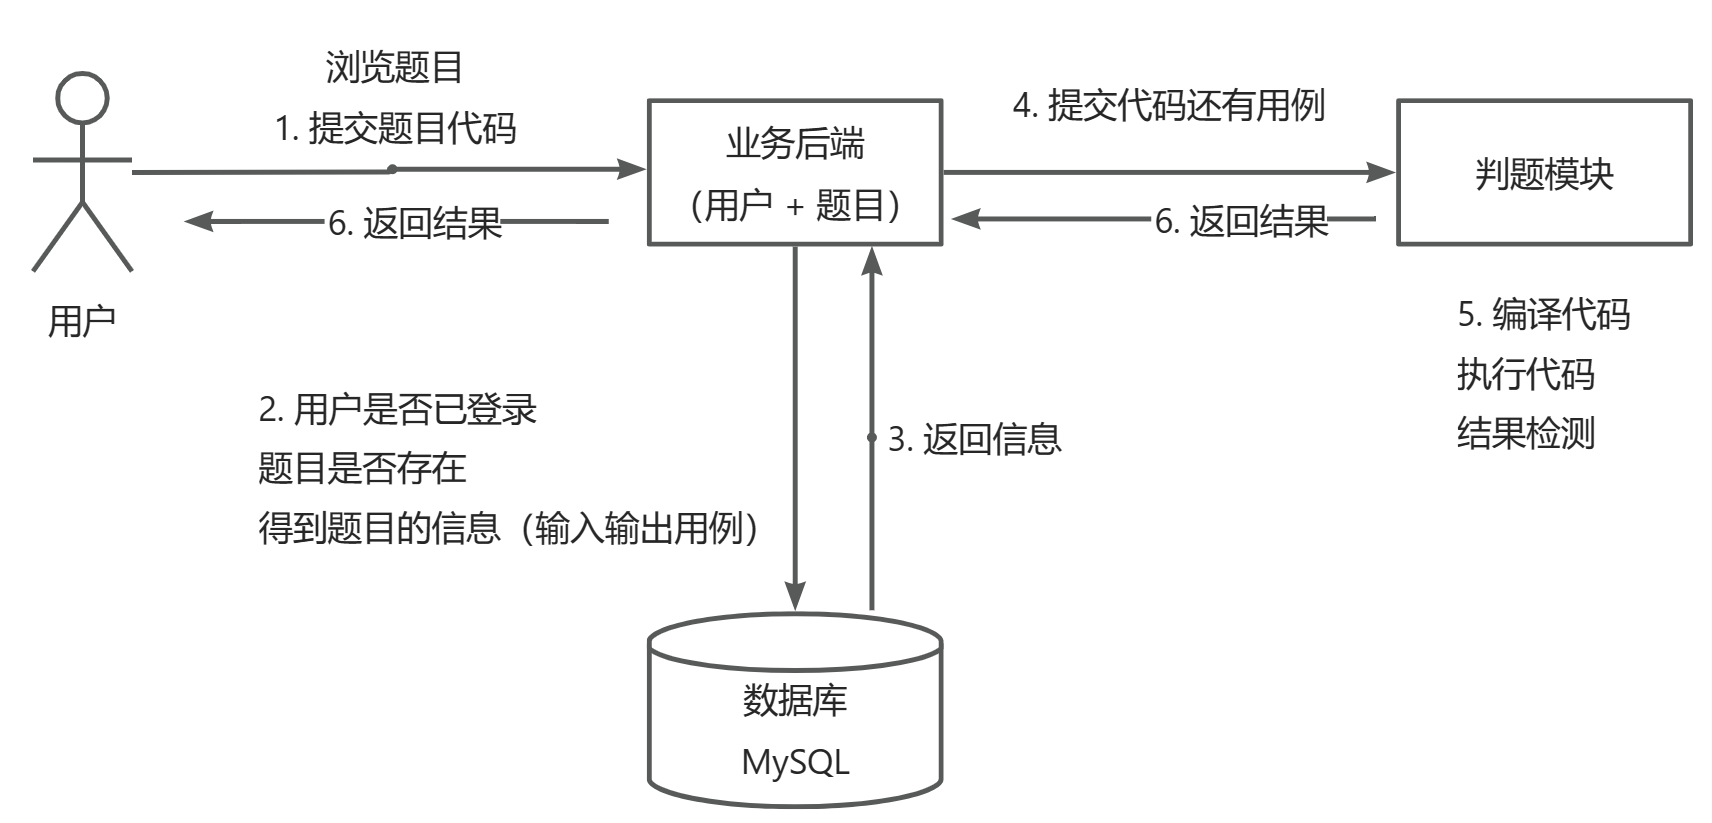 浏览题目
1. 提交题目代码
6. 返回结果
用户
业务后端
（用户 + 题目）
4. 提交代码还有用例
6. 返回结果
判题模块
5. 编译代码
执行代码
结果检测
2. 用户是否已登录
题目是否存在
得到题目的信息（输入输出用例）
3. 返回信息
数据库
MySQL